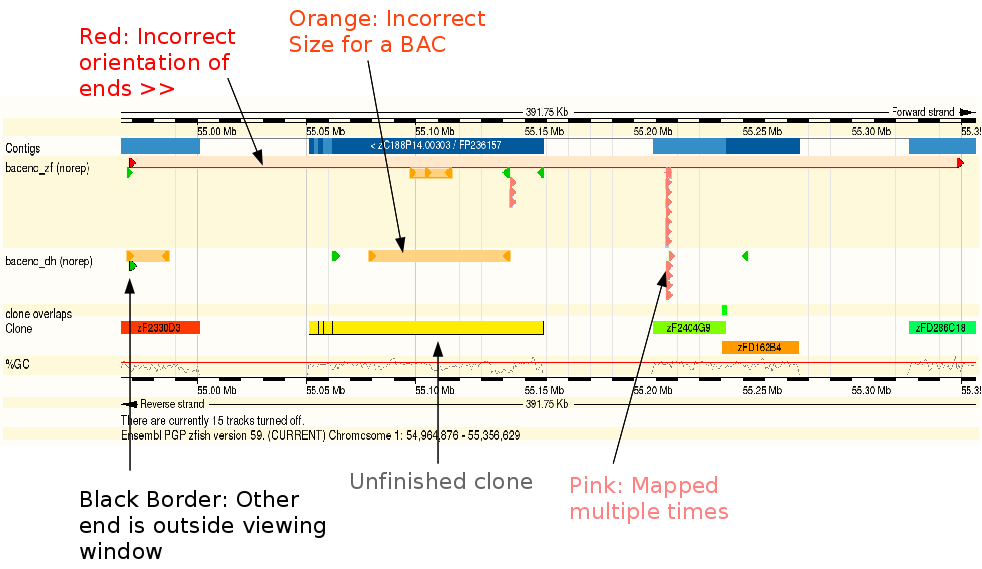 Orange: Incorrect
Size for a BAC
Red: Incorrect
orientation of
ends >>
391.75 Kb
Forward strand
55.00 Mb 55.05 Mb 55.10 Mb 55.15 Mb 55.20 Mb 55.25 Mb 55.30 Mb 55.35
Contigs
< zC188P14.00303 / FP236157
bacenc_zf (norep)
bacenc_dh (norep)
clone overlaps
Clone
zF2330D3 zF2404G9 zFD286C18
zFD162B4
%GC
55.00 Mb 55.05 Mb 55.10 Mb 55.15 Mb 55.20 Mb 55.25 Mb 55.30 Mb 55.35
Reverse strand
391.75 Kb
There are currently 15 tracks turned off.
Ensembl PGP zfish version 59. (CURRENT) Chromosome 1: 54,964,876 - 55,356,629
Black Border: Other
end is outside viewing
window
Unfinished clone
Pink: Mapped
multiple times